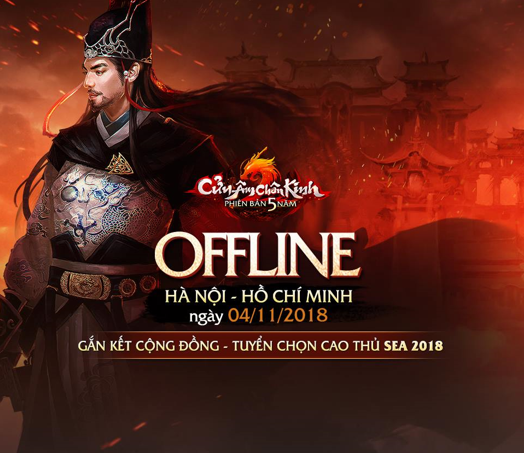 Cửu Âm Chân Kinh
PHIÊN BẢN 5 NĂM
OFFLINE
HÀ NỘI - HỒ CHÍ MINH
ngày 04/11/2018
GẮN KẾT CỘNG ĐỒNG - TUYỂN CHỌN CAO THỦ SEA 2018